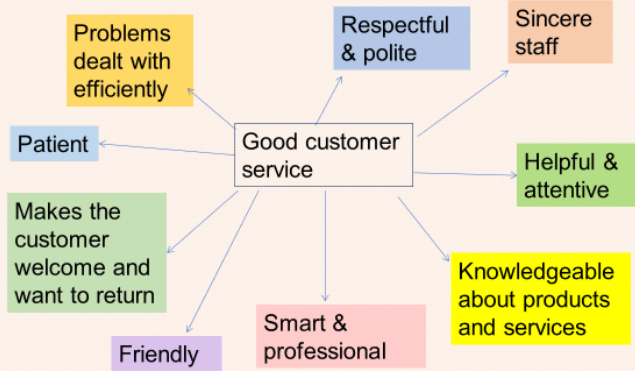 Problems
dealt with
efficiently
Respectful
& polite
Sincere
staff
Patient
Good customer
service
Helpful &
attentive
Makes the
customer
welcome and
want to return
Knowledgeable
about products
and services
Smart &
professional
Friendly